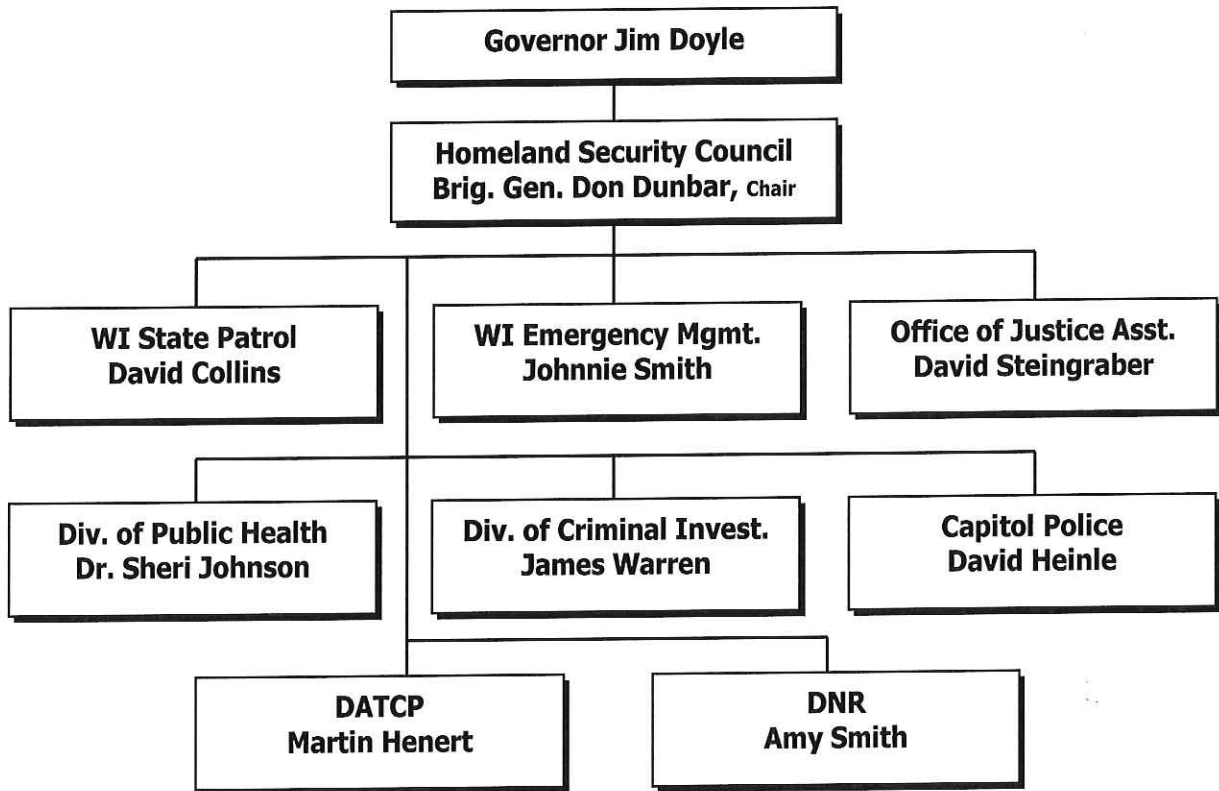 Governor Jim Doyle
Homeland Security Council
Brig. Gen. Don Dunbar, Chair
WI State Patrol
David Collins
WI Emergency Mgmt.
Johnnie Smith
Office of Justice Asst.
David Steingraber
Div. of Public Health
Dr. Sheri Johnson
Div. of Criminal Invest.
James Warren
Capitol Police
David Heinle
DATCP
Martin Henert
DNR
Amy Smith